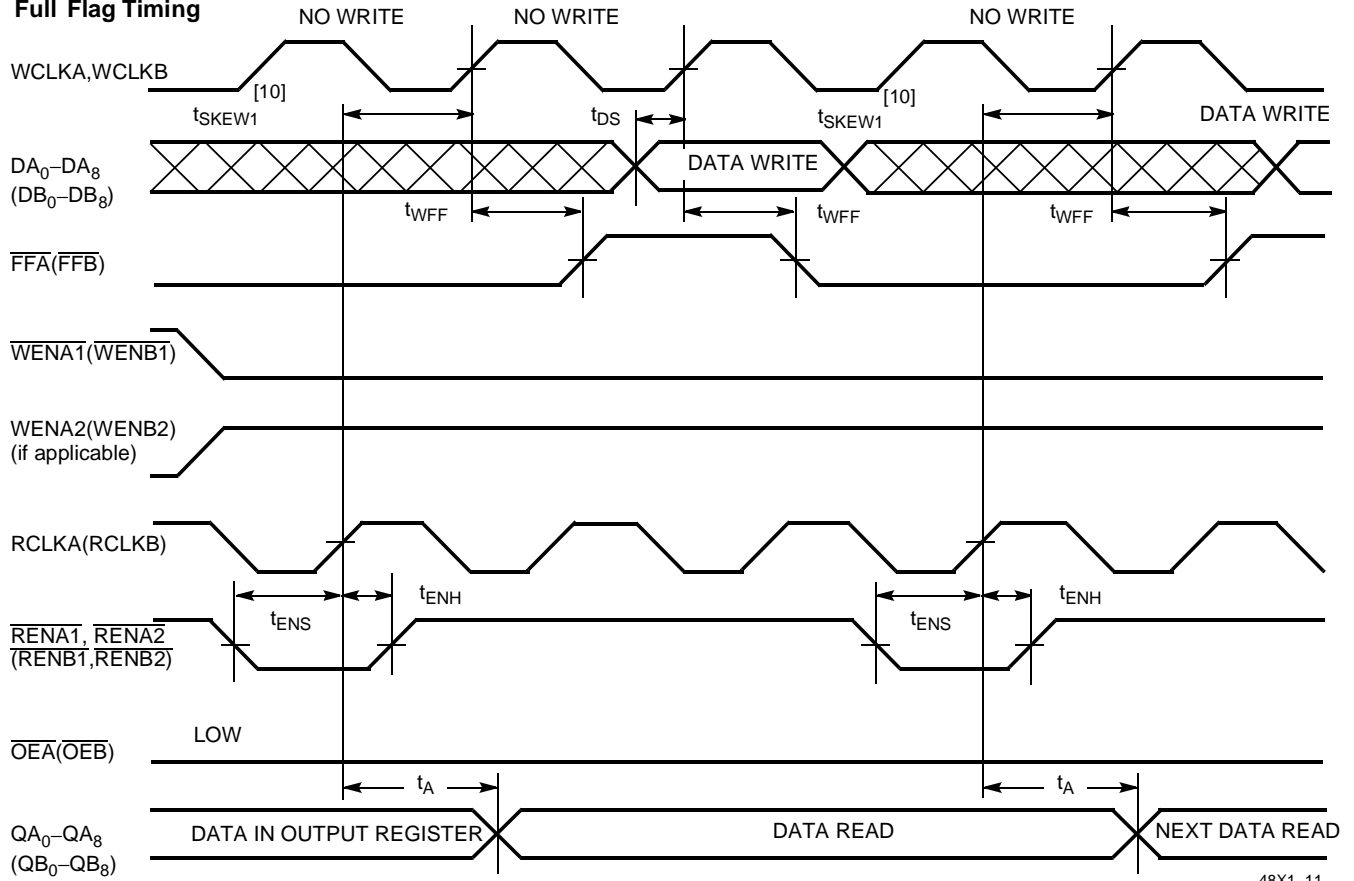 Full Flag Timing
NO WRITE
NO WRITE
NO WRITE
WCLKA,WCLKB
[10]
[10]
tSKEW1
tDS
tSKEW1
DATA WRITE
DA0–DA8
(DB0–DB8)
DATA WRITE
tWFF
tWFF
tWFF
FFA(FFB)
WENA1(WENB1)
WENA2(WENB2)
(if applicable)
RCLKA(RCLKB)
tENH
tENH
tENS
tENS
RENA1, RENA2
(RENB1,RENB2)
LOW
OEA(OEB)
tA
tA
QA0–QA8
(QB0–QB8)
DATA IN OUTPUT REGISTER
DATA READ
NEXT DATA READ